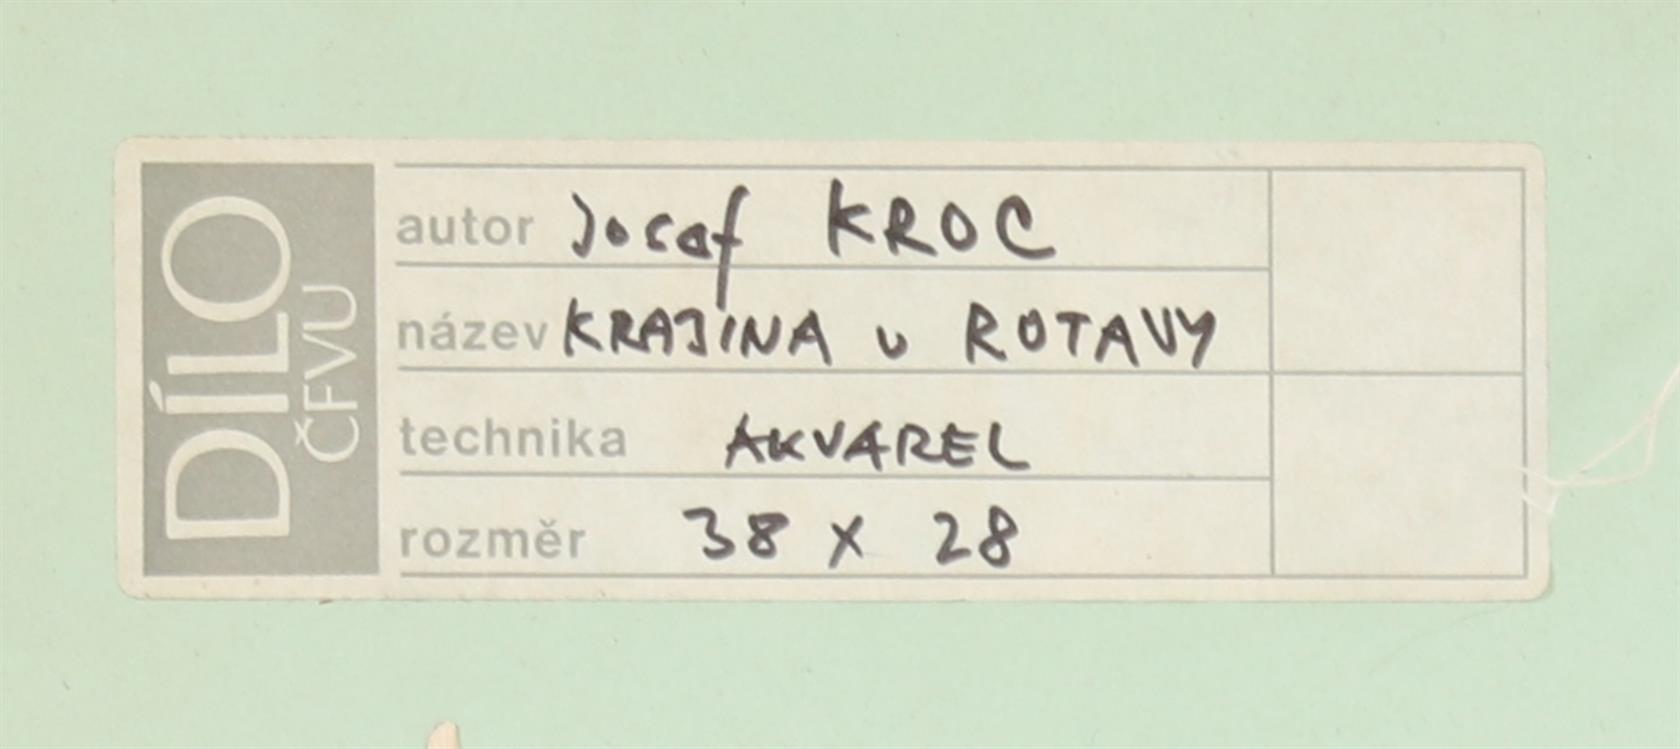 DÍLO
ČFVU
autor Josef KROC
název KRAJINA u ROTAVY
technika AKVAREL
rozměr 38 x 28